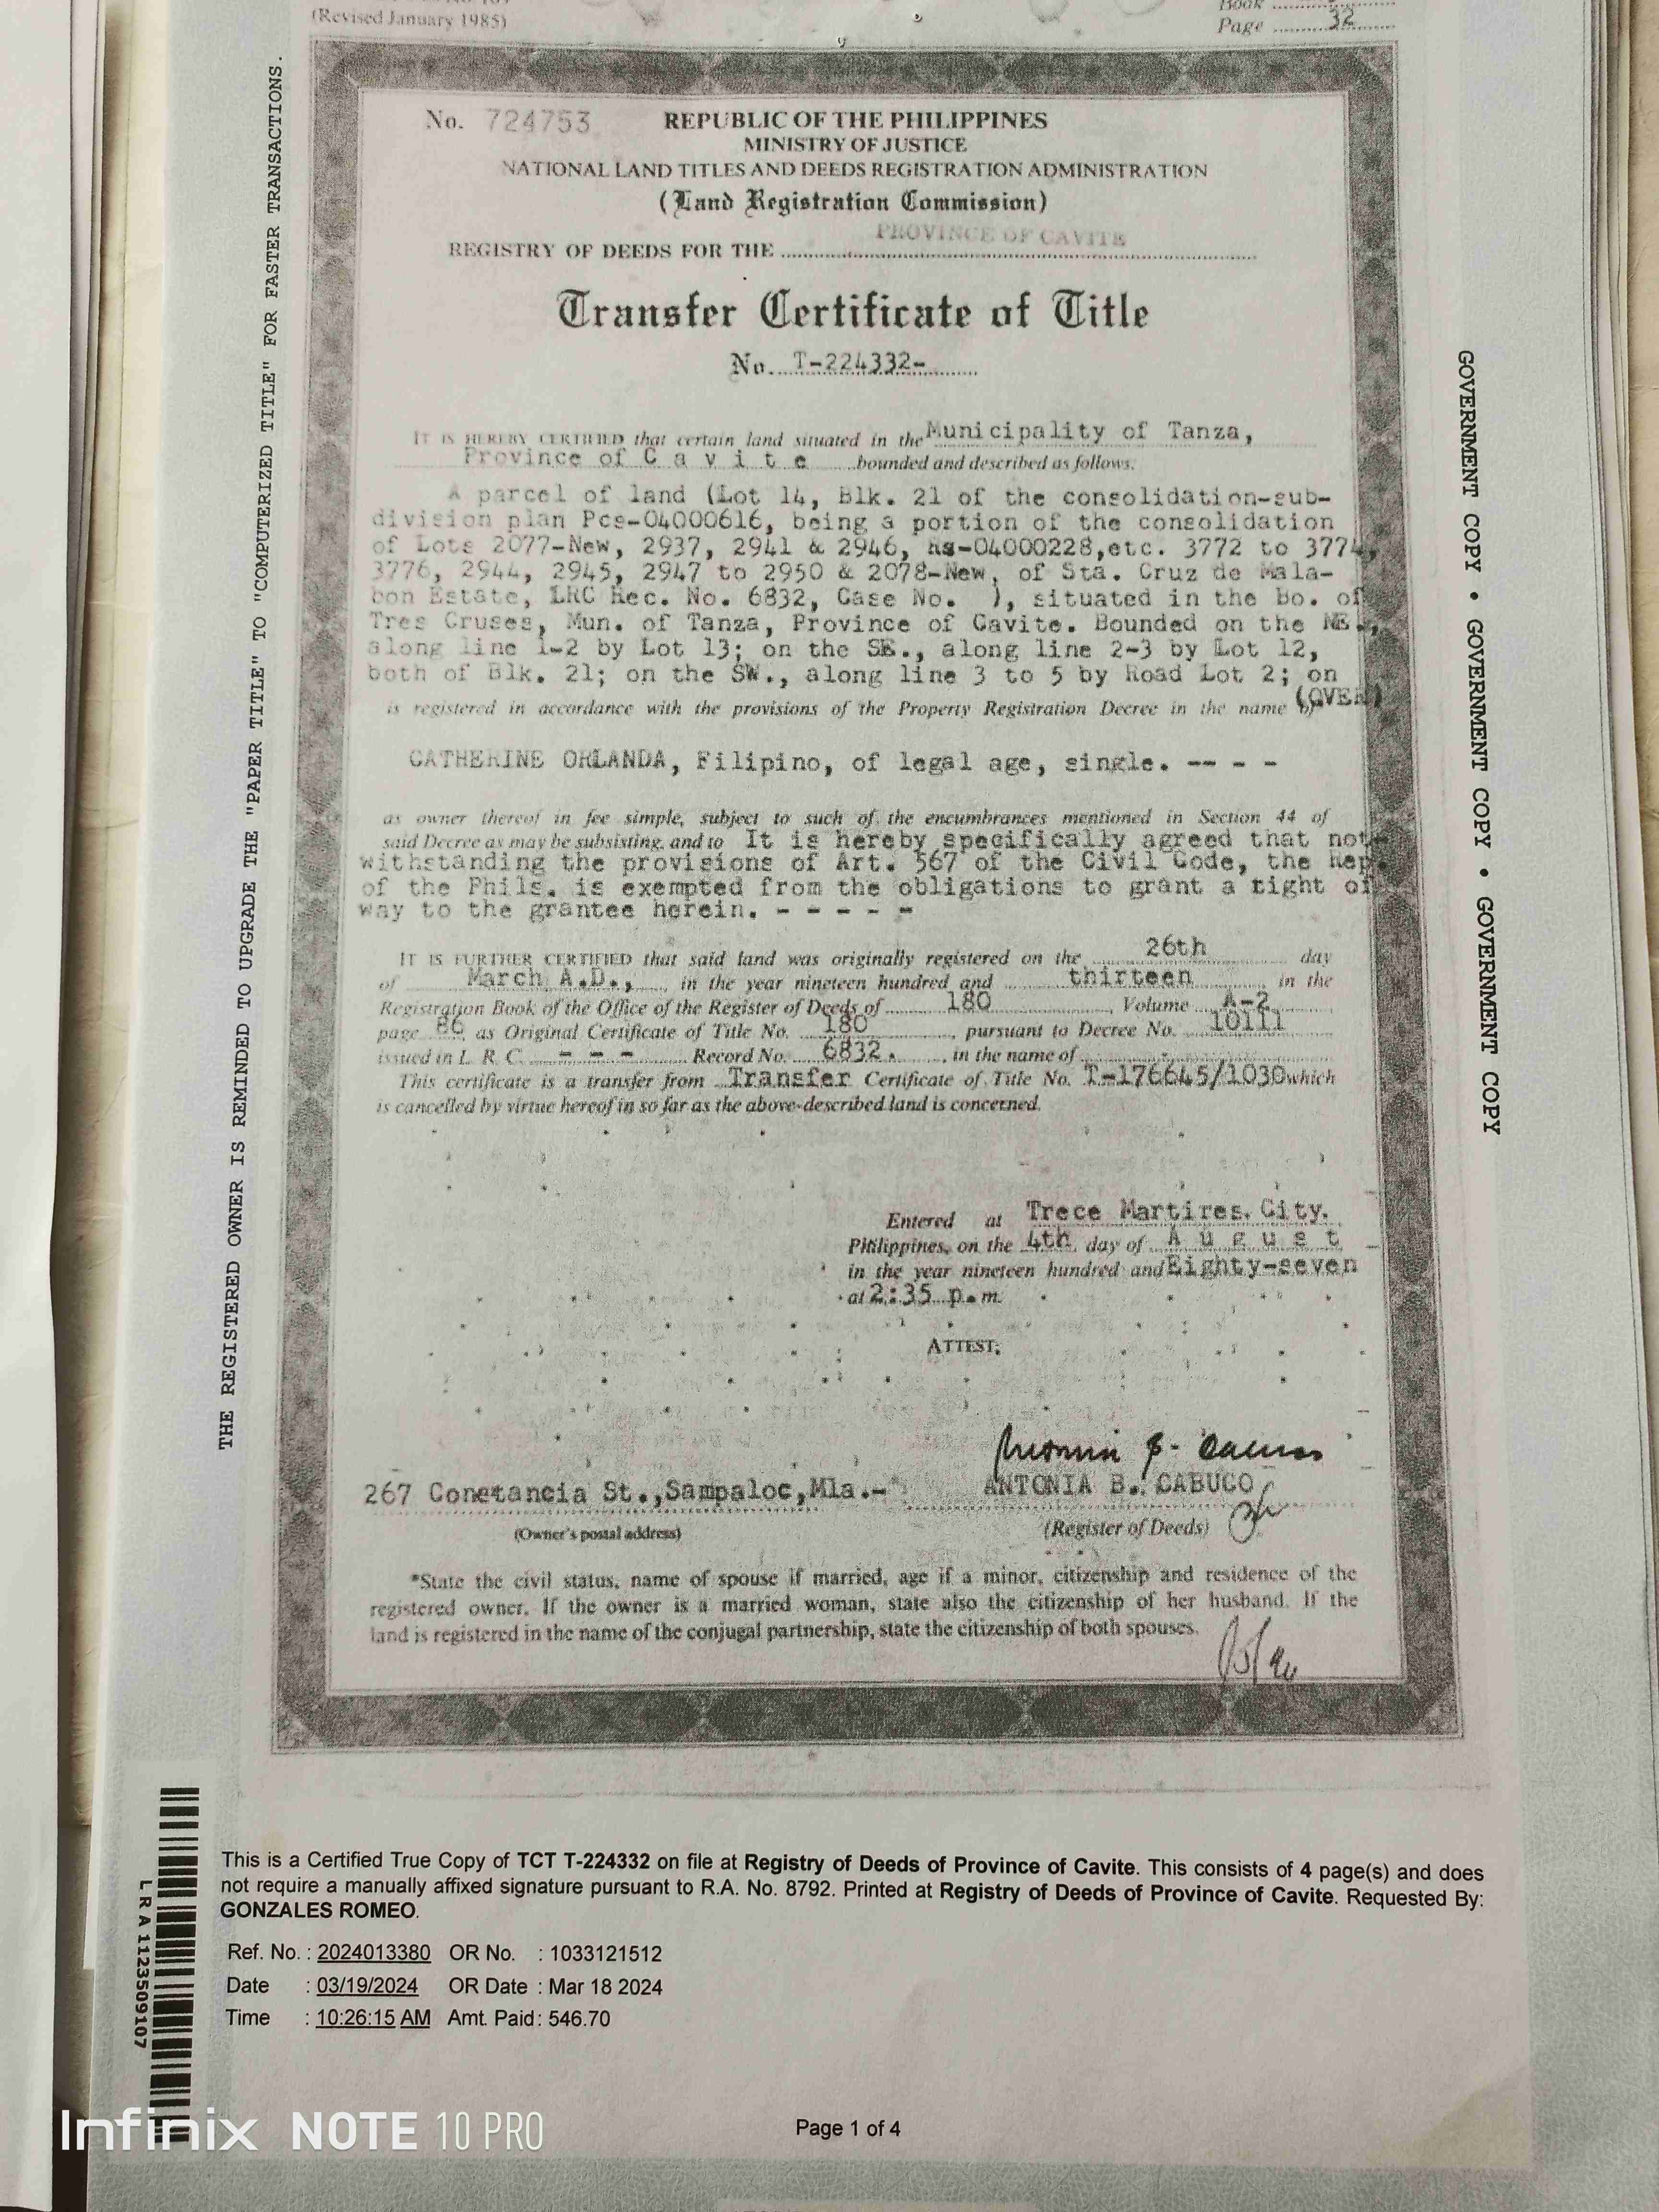 (Revised January 1985)
Book
Page 32
No. 724753
REPUBLIC OF THE PHILIPPINES
MINISTRY OF JUSTICE
NATIONAL LAND TITLES AND DEEDS REGISTRATION ADMINISTRATION
(Land Registration Commission)
PROVINCE OF CAVITE
REGISTRY OF DEEDS FOR THE
Transfer Certificate of Title
No. T-224332-
IT IS HEREBY CERTIFIED that certain land situated in the Municipality of Tanza,
Province of C a v i t e bounded and described as follows.
A parcel of land (Lot 14, Blk. 21 of the consolidation-sub-
division plan Pcs-04000616, being a portion of the consolidation
of Lots 2077-New, 2937, 2941 & 2946, As-04000228,etc. 3772 to 3774,
3776, 2944, 2945, 2947 to 2950 & 2078-New, of Sta. Cruz de Mala-
bon Estate, LRC Rec. No. 6832, Case No. ), situated in the Bo. of
Tres Cruses, Mun. of Tanza, Province of Cavite. Bounded on the NE.,
along line 1-2 by Lot 13; on the SE., along line 2-3 by Lot 12,
both of Blk. 21; on the SW., along line 3 to 5 by Road Lot 2; on
(OVER)
is registered in accordance with the provisions of the Property Registration Decree in the name of
CATHERINE ORLANDA, Filipino, of legal age, single. -- - -
as owner thereof in fee simple, subject to such of the encumbrances mentioned in Section 44 of
said Decree as may be subsisting, and to It is hereby specifically agreed that not-
withstanding the provisions of Art. 567 of the Civil Code, the Rep.
of the Phils. is exempted from the obligations to grant a right of
way to the grantee herein. - - - - -
IT IS FURTHER CERTIFIED that said land was originally registered on the 26th day
of March A.D., in the year nineteen hundred and thirteen in the
Registration Book of the Office of the Register of Deeds of 180 Volume A-2
page 86 as Original Certificate of Title No. 180, pursuant to Decree No. 10111
issued in L. R. C. - - - Record No. 6832. , in the name of
This certificate is a transfer from Transfer Certificate of Title No. T-176645/1030 which
is cancelled by virtue hereof in so far as the above-described land is concerned.
Entered at Trece Martires City.
Philippines, on the 4th day of A u g u s t
in the year nineteen hundred and Eighty-seven
at 2:35 p.m.
ATTEST:
267 Constancia St.,Sampaloc,Mla.-
ANTONIA B. CABUCO
(Owner's postal address)
(Register of Deeds)
*State the civil status, name of spouse if married, age if a minor, citizenship and residence of the
registered owner. If the owner is a married woman, state also the citizenship of her husband. If the
land is registered in the name of the conjugal partnership, state the citizenship of both spouses.
THE REGISTERED OWNER IS REMINDED TO UPGRADE THE "PAPER TITLE" TO "COMPUTERIZED TITLE" FOR FASTER TRANSACTIONS.
GOVERNMENT COPY • GOVERNMENT COPY • GOVERNMENT COPY
This is a Certified True Copy of TCT T-224332 on file at Registry of Deeds of Province of Cavite. This consists of 4 page(s) and does
not require a manually affixed signature pursuant to R.A. No. 8792. Printed at Registry of Deeds of Province of Cavite. Requested By:
GONZALES ROMEO.
Ref. No. : 2024013380 OR No. : 1033121512
Date : 03/19/2024 OR Date : Mar 18 2024
Time : 10:26:15 AM Amt. Paid : 546.70
LRA 1123509107
Page 1 of 4
Infinix NOTE 10 PRO